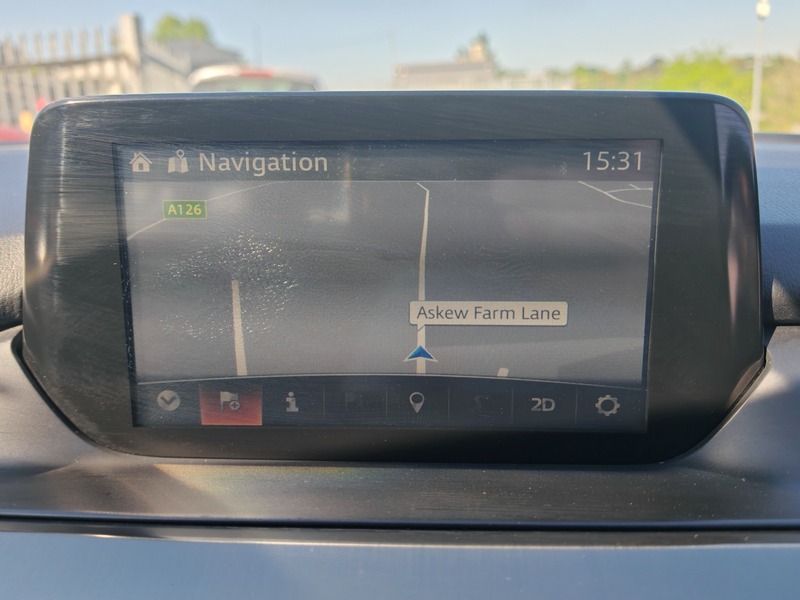 Navigation
15:31
A126
Askew Farm Lane
2D